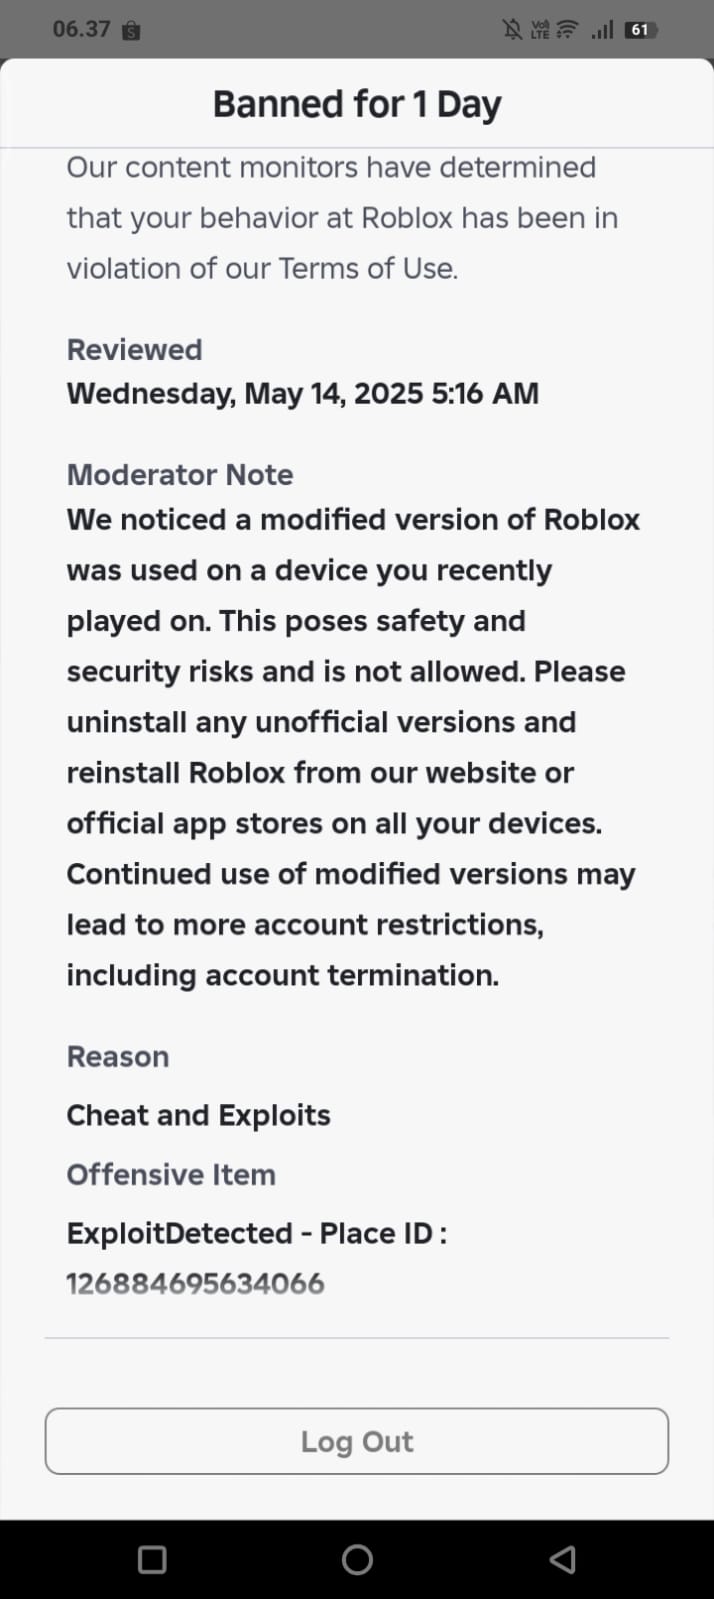 06.37
Vo)
LTE
61
Banned for 1 Day
Our content monitors have determined
that your behavior at Roblox has been in
violation of our Terms of Use.
Reviewed
Wednesday, May 14, 2025 5:16 AM
Moderator Note
We noticed a modified version of Roblox
was used on a device you recently
played on. This poses safety and
security risks and is not allowed. Please
uninstall any unofficial versions and
reinstall Roblox from our website or
official app stores on all your devices.
Continued use of modified versions may
lead to more account restrictions,
including account termination.
Reason
Cheat and Exploits
Offensive Item
ExploitDetected - Place ID :
126884695634066
Log Out